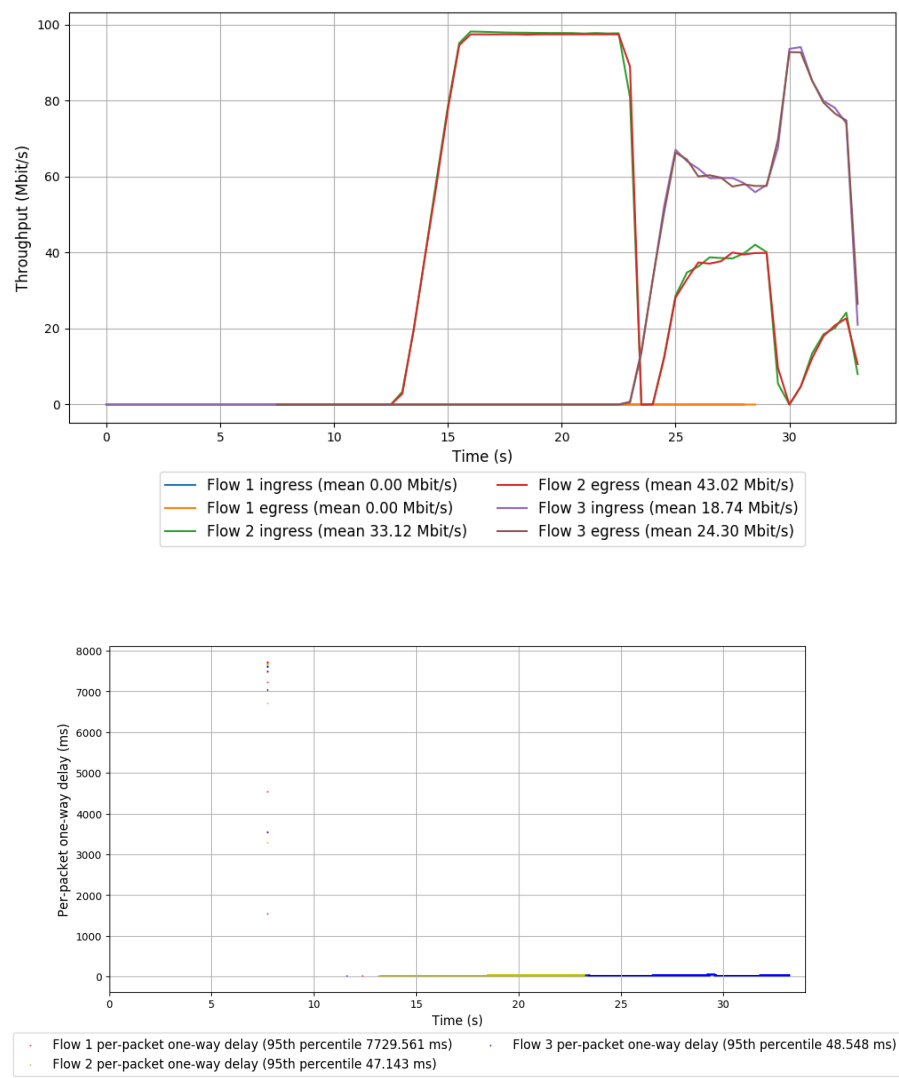 100
80
60
40
20
0
Throughput (Mbit/s)
0 5 10 15 20 25 30
Time (s)
Flow 1 ingress (mean 0.00 Mbit/s)
Flow 1 egress (mean 0.00 Mbit/s)
Flow 2 ingress (mean 33.12 Mbit/s)
Flow 2 egress (mean 43.02 Mbit/s)
Flow 3 ingress (mean 18.74 Mbit/s)
Flow 3 egress (mean 24.30 Mbit/s)
8000
7000
6000
5000
4000
3000
2000
1000
0
Per-packet one-way delay (ms)
0 5 10 15 20 25 30
Time (s)
Flow 1 per-packet one-way delay (95th percentile 7729.561 ms)
Flow 2 per-packet one-way delay (95th percentile 47.143 ms)
Flow 3 per-packet one-way delay (95th percentile 48.548 ms)